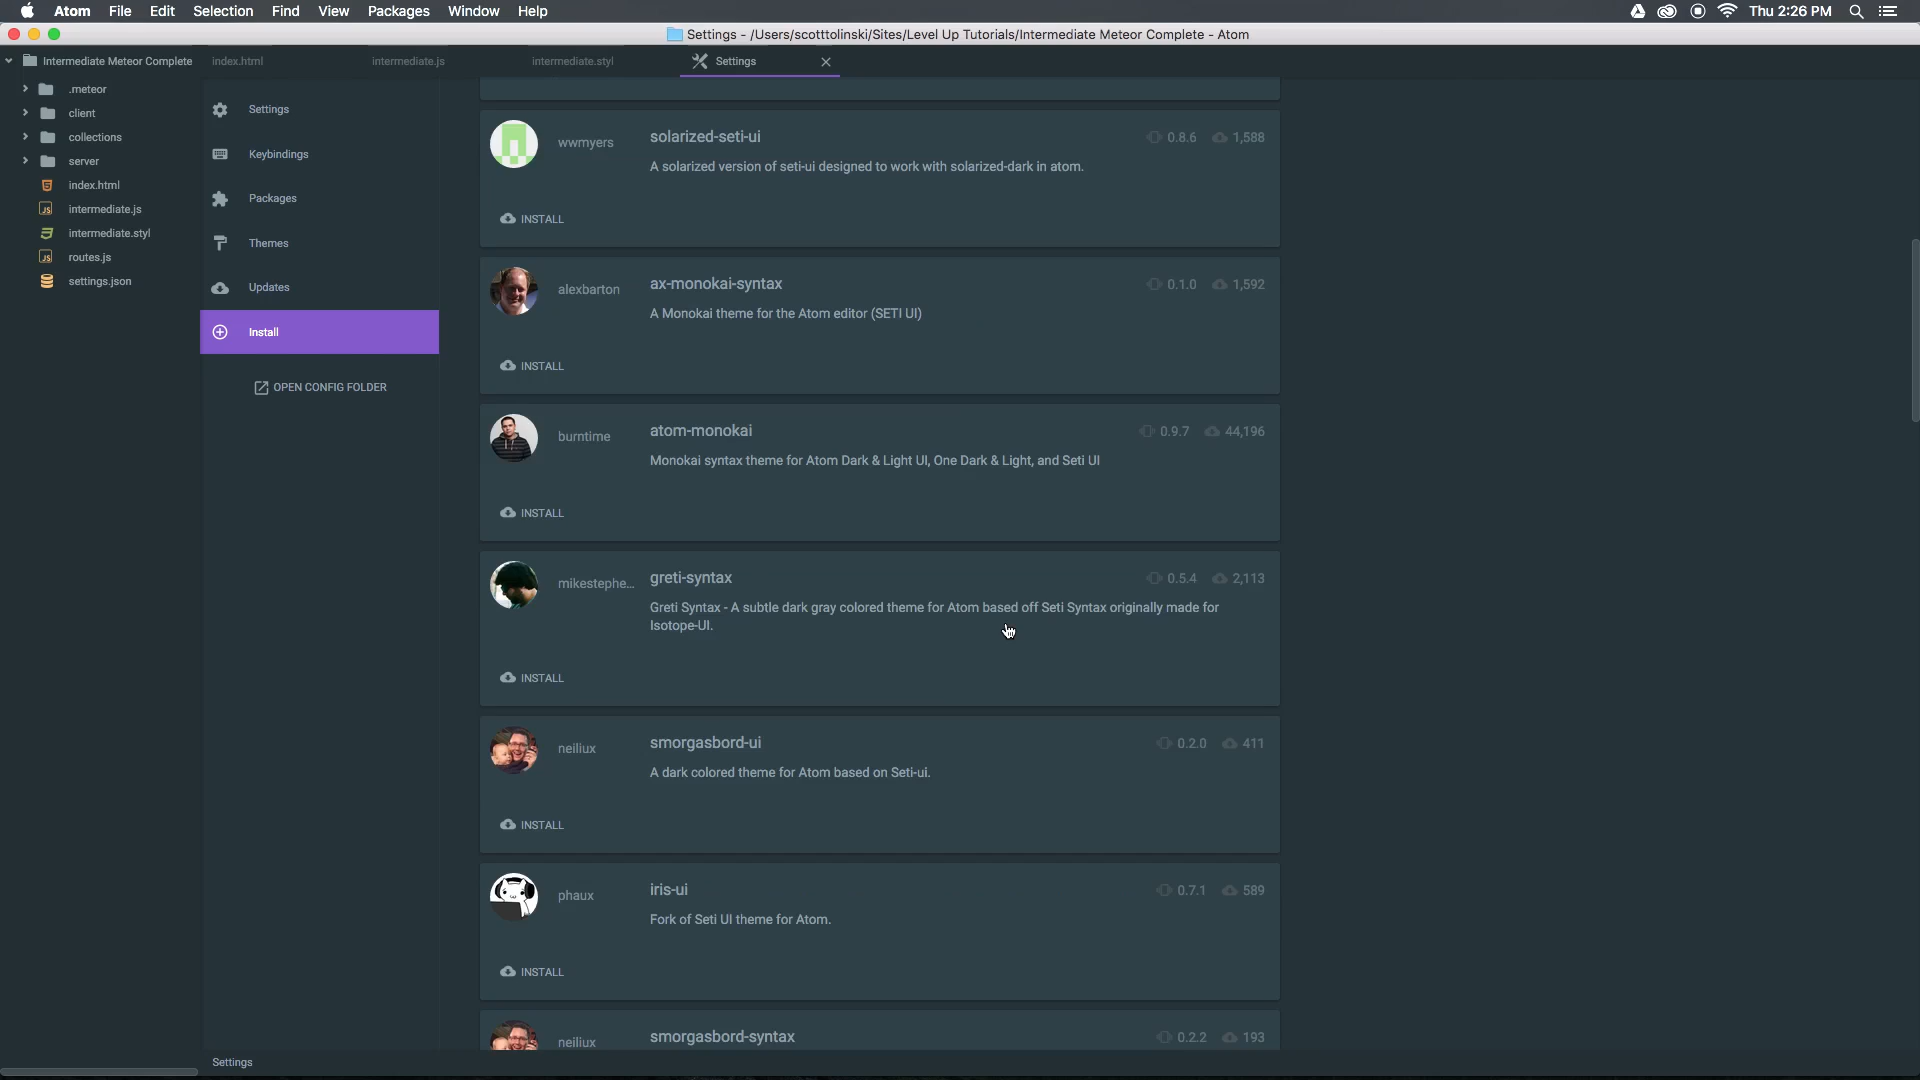 Atom File Edit Selection Find View Packages Window Help Thu 2:26 PM
Settings - /Users/scotttolinski/Sites/Level Up Tutorials/Intermediate Meteor Complete - Atom
Intermediate Meteor Complete
.meteor
client
collections
server
index.html
intermediate.js
intermediate.styl
routes.js
settings.json
index.html intermediate.js intermediate.styl Settings
Settings
Keybindings
Packages
Themes
Updates
Install
OPEN CONFIG FOLDER
wwmyers solarized-seti-ui 0.8.6 1,588
A solarized version of seti-ui designed to work with solarized-dark in atom.
INSTALL
alexbarton ax-monokai-syntax 0.1.0 1,592
A Monokai theme for the Atom editor (SETI UI)
INSTALL
burntime atom-monokai 0.9.7 44,196
Monokai syntax theme for Atom Dark & Light UI, One Dark & Light, and Seti UI
INSTALL
mikestephe... greti-syntax 0.5.4 2,113
Greti Syntax - A subtle dark gray colored theme for Atom based off Seti Syntax originally made for
Isotope-UI.
INSTALL
neiliux smorgasbord-ui 0.2.0 411
A dark colored theme for Atom based on Seti-ui.
INSTALL
phaux iris-ui 0.7.1 589
Fork of Seti UI theme for Atom.
INSTALL
neiliux smorgasbord-syntax 0.2.2 193
Settings